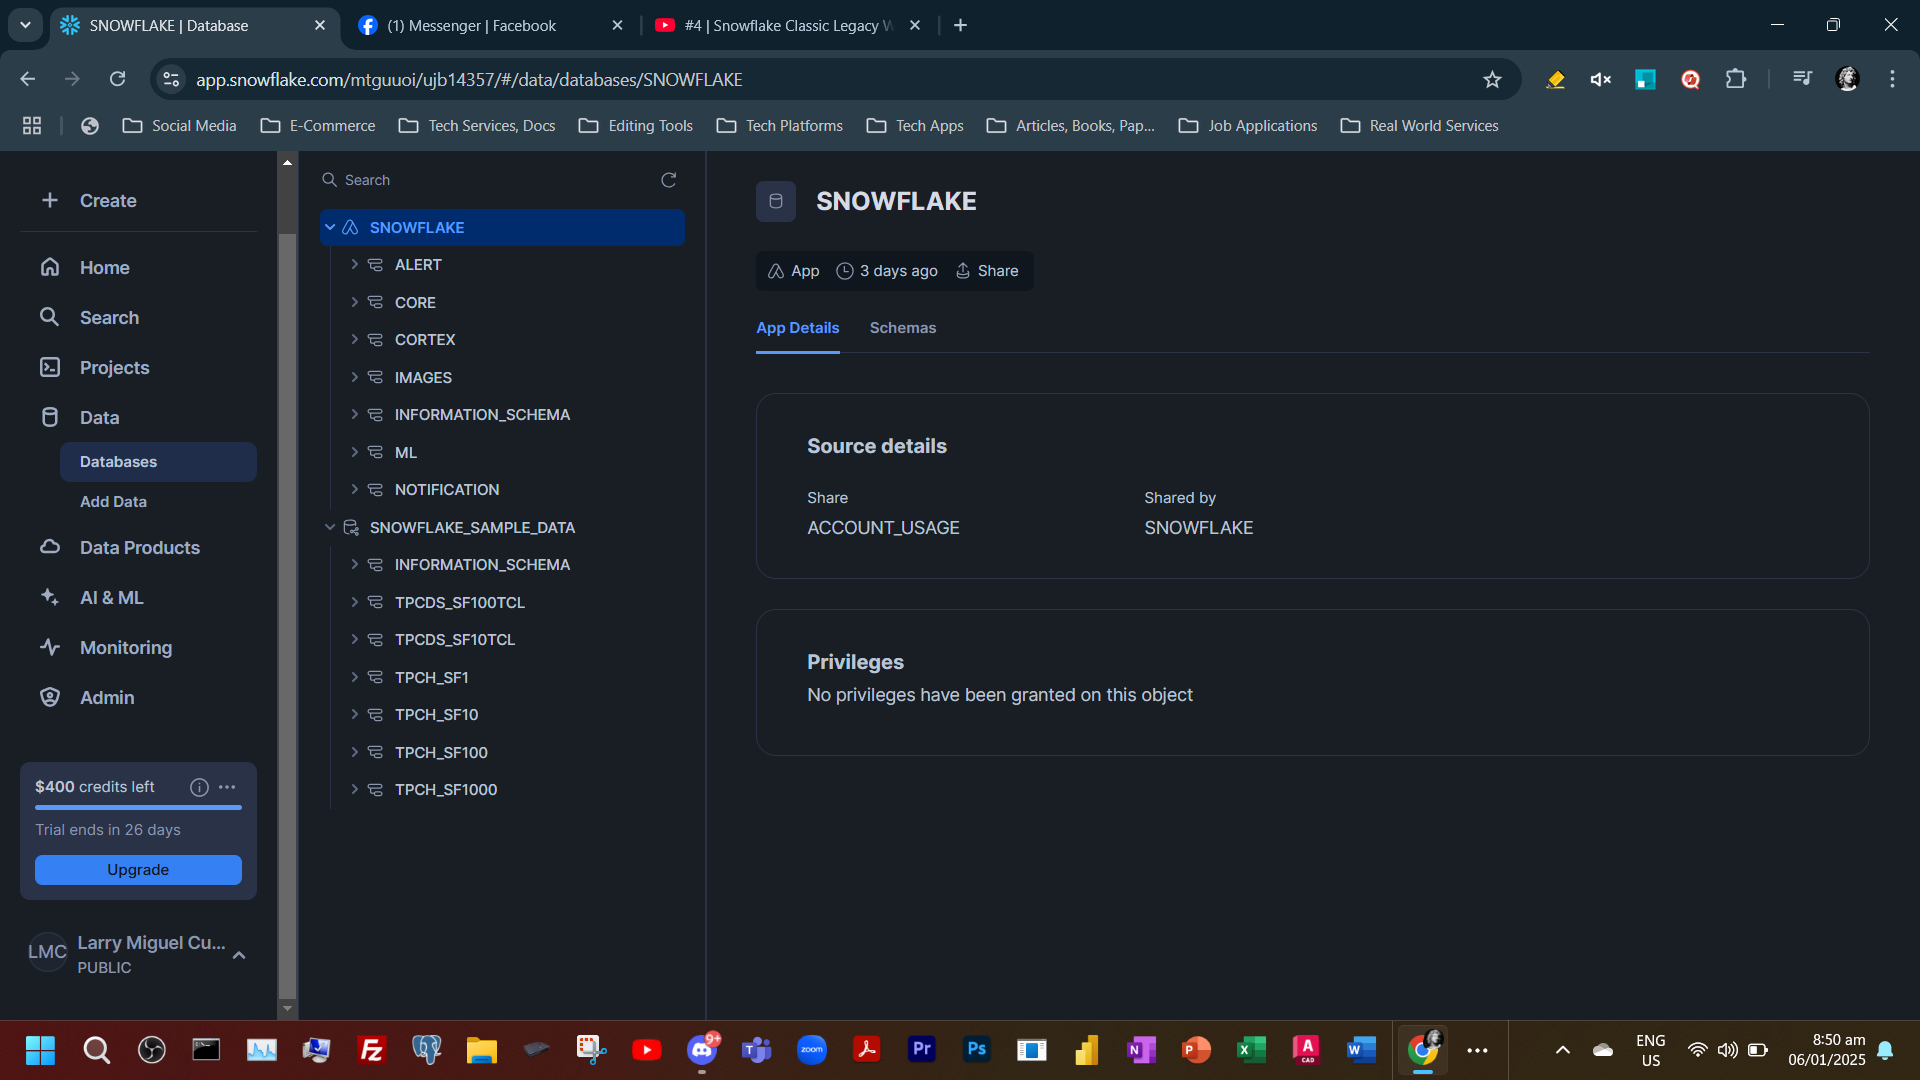 SNOWFLAKE | Database
(1) Messenger | Facebook
#4 | Snowflake Classic Legacy W
app.snowflake.com/mtguuoi/ujb14357/#/data/databases/SNOWFLAKE
Social Media
E-Commerce
Tech Services, Docs
Editing Tools
Tech Platforms
Tech Apps
Articles, Books, Pap...
Job Applications
Real World Services
Create
Home
Search
Projects
Data
Databases
Add Data
Data Products
AI & ML
Monitoring
Admin
$400 credits left
Trial ends in 26 days
Upgrade
LMC
Larry Miguel Cu...
PUBLIC
Search
SNOWFLAKE
ALERT
CORE
CORTEX
IMAGES
INFORMATION_SCHEMA
ML
NOTIFICATION
SNOWFLAKE_SAMPLE_DATA
INFORMATION_SCHEMA
TPCDS_SF100TCL
TPCDS_SF10TCL
TPCH_SF1
TPCH_SF10
TPCH_SF100
TPCH_SF1000
SNOWFLAKE
App
3 days ago
Share
App Details
Schemas
Source details
Share
Shared by
ACCOUNT_USAGE
SNOWFLAKE
Privileges
No privileges have been granted on this object
Fz
9+
T
zoom
Pr
Ps
N
P
X
A
CAD
W
ENG
US
8:50 am
06/01/2025